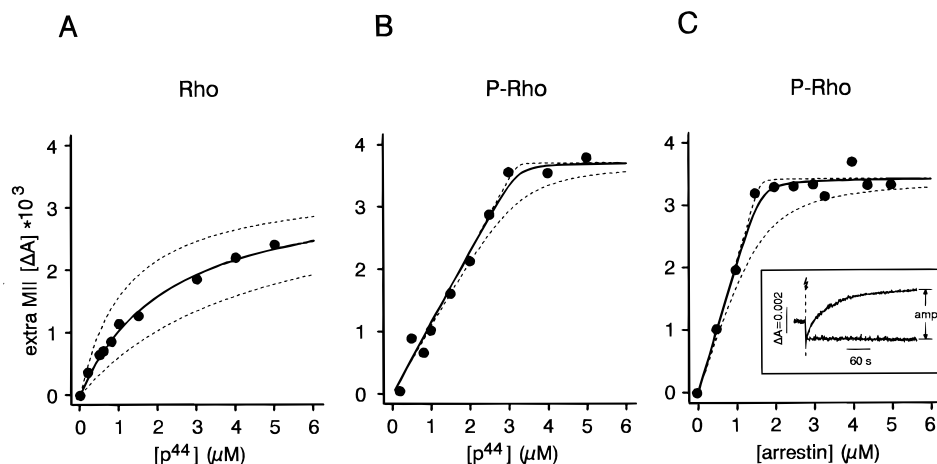 A
B
C
Rho
P-Rho
P-Rho
extra MII [ΔA] *10³
4
3
2
1
0
0 1 2 3 4 5 6
[p⁴⁴] (μM)
4
3
2
1
0
0 1 2 3 4 5 6
[p⁴⁴] (μM)
4
3
2
1
0
0 1 2 3 4 5 6
[arrestin] (μM)
ΔA=0.002
amp
60 s